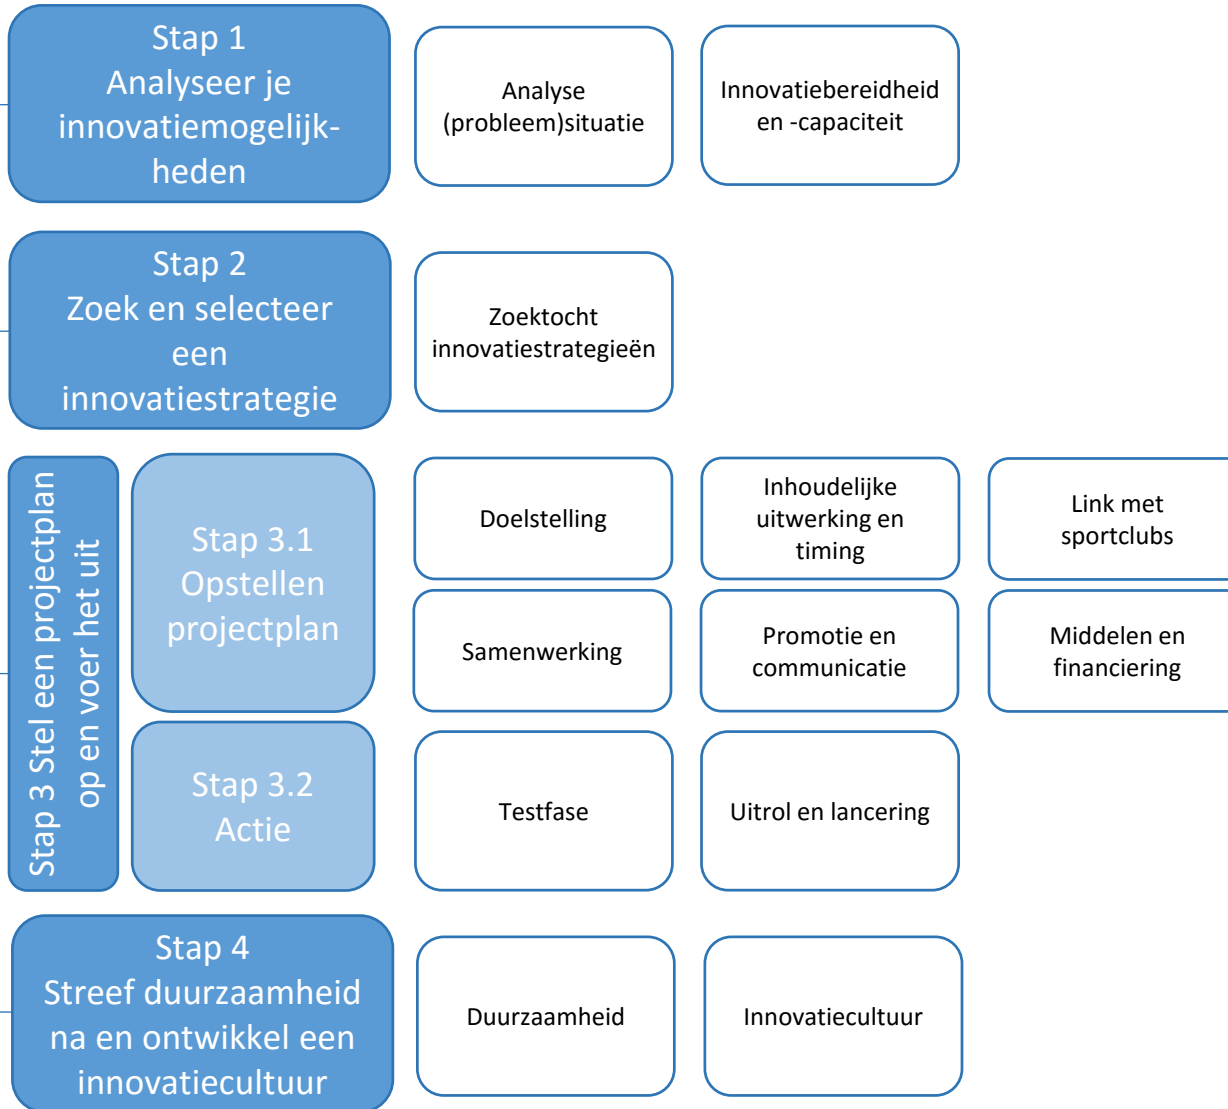 Stap 1
Analyseer je
innovatiemogelijk-
heden
Analyse
(probleem)situatie
Innovatiebereidheid
en -capaciteit
Stap 2
Zoek en selecteer
een
innovatiestrategie
Zoektocht
innovatiestrategieën
Stap 3 Stel een projectplan
op en voer het uit
Stap 3.1
Opstellen
projectplan
Doelstelling
Inhoudelijke
uitwerking en
timing
Link met
sportclubs
Samenwerking
Promotie en
communicatie
Middelen en
financiering
Stap 3.2
Actie
Testfase
Uitrol en lancering
Stap 4
Streef duurzaamheid
na en ontwikkel een
innovatiecultuur
Duurzaamheid
Innovatiecultuur